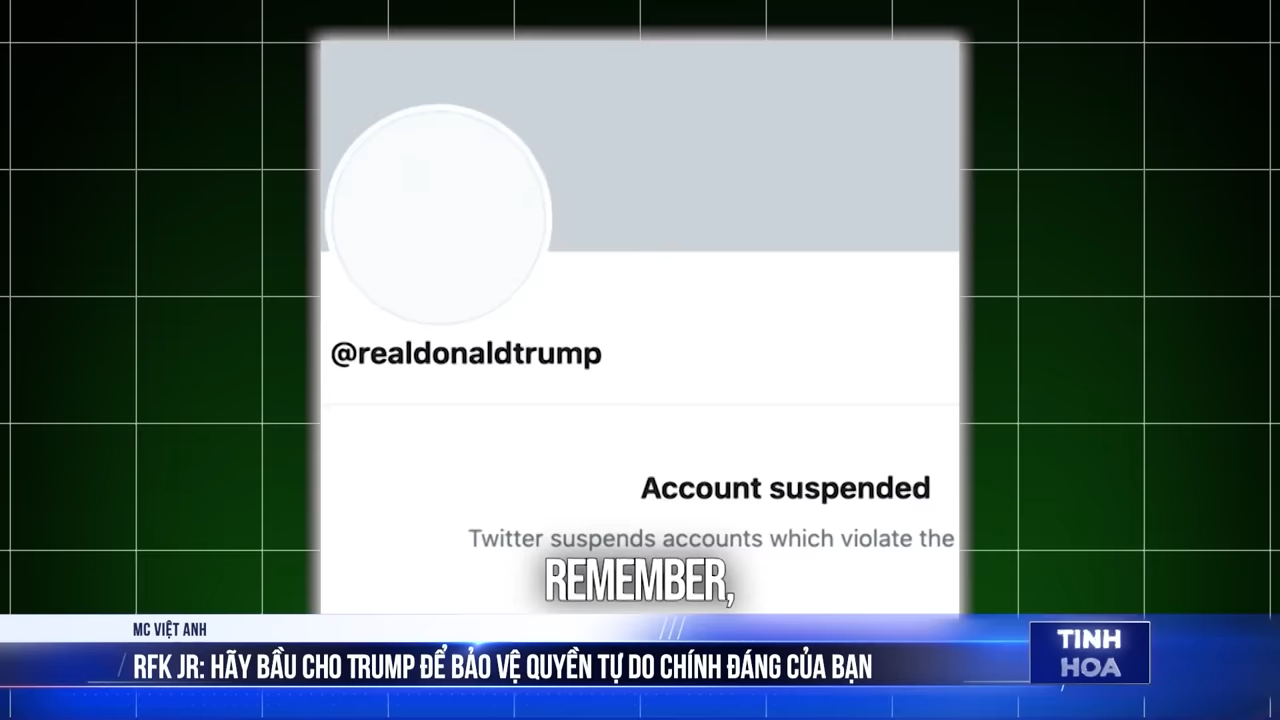 @realdonaldtrump
Account suspended
Twitter suspends accounts which violate the
REMEMBER,
MC VIỆT ANH
RFK JR: HÃY BẦU CHO TRUMP ĐỂ BẢO VỆ QUYỀN TỰ DO CHÍNH ĐÁNG CỦA BẠN
TINH
HOA